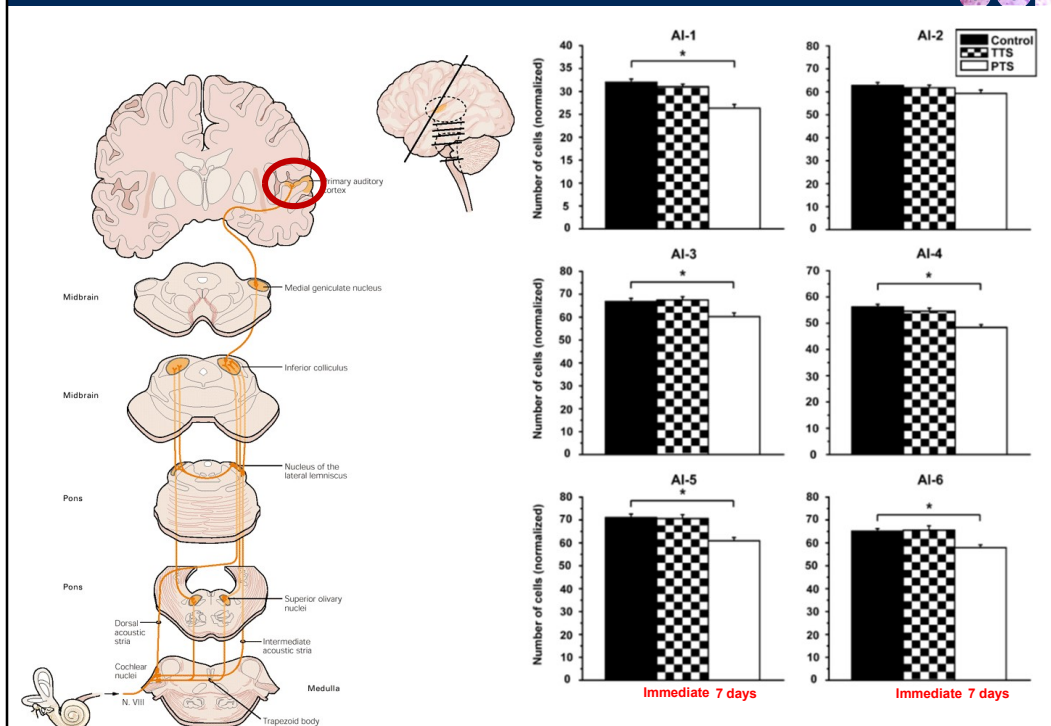 Primary auditory
cortex
Medial geniculate nucleus
Midbrain
Inferior colliculus
Midbrain
Nucleus of the
lateral lemniscus
Pons
Pons
Superior olivary
nuclei
Dorsal
acoustic
stria
Intermediate
acoustic stria
Cochlear
nuclei
Medulla
N. VIII
Trapezoid body
AI-1
Number of cells (normalized)
40
35
30
25
20
15
10
5
0
*
AI-2
80
70
60
50
40
30
20
10
0
Control
TTS
PTS
AI-3
Number of cells (normalized)
80
70
60
50
40
30
20
10
0
*
AI-4
70
60
50
40
30
20
10
0
*
AI-5
Number of cells (normalized)
80
70
60
50
40
30
20
10
0
*
Immediate 7 days
AI-6
80
70
60
50
40
30
20
10
0
*
Immediate 7 days